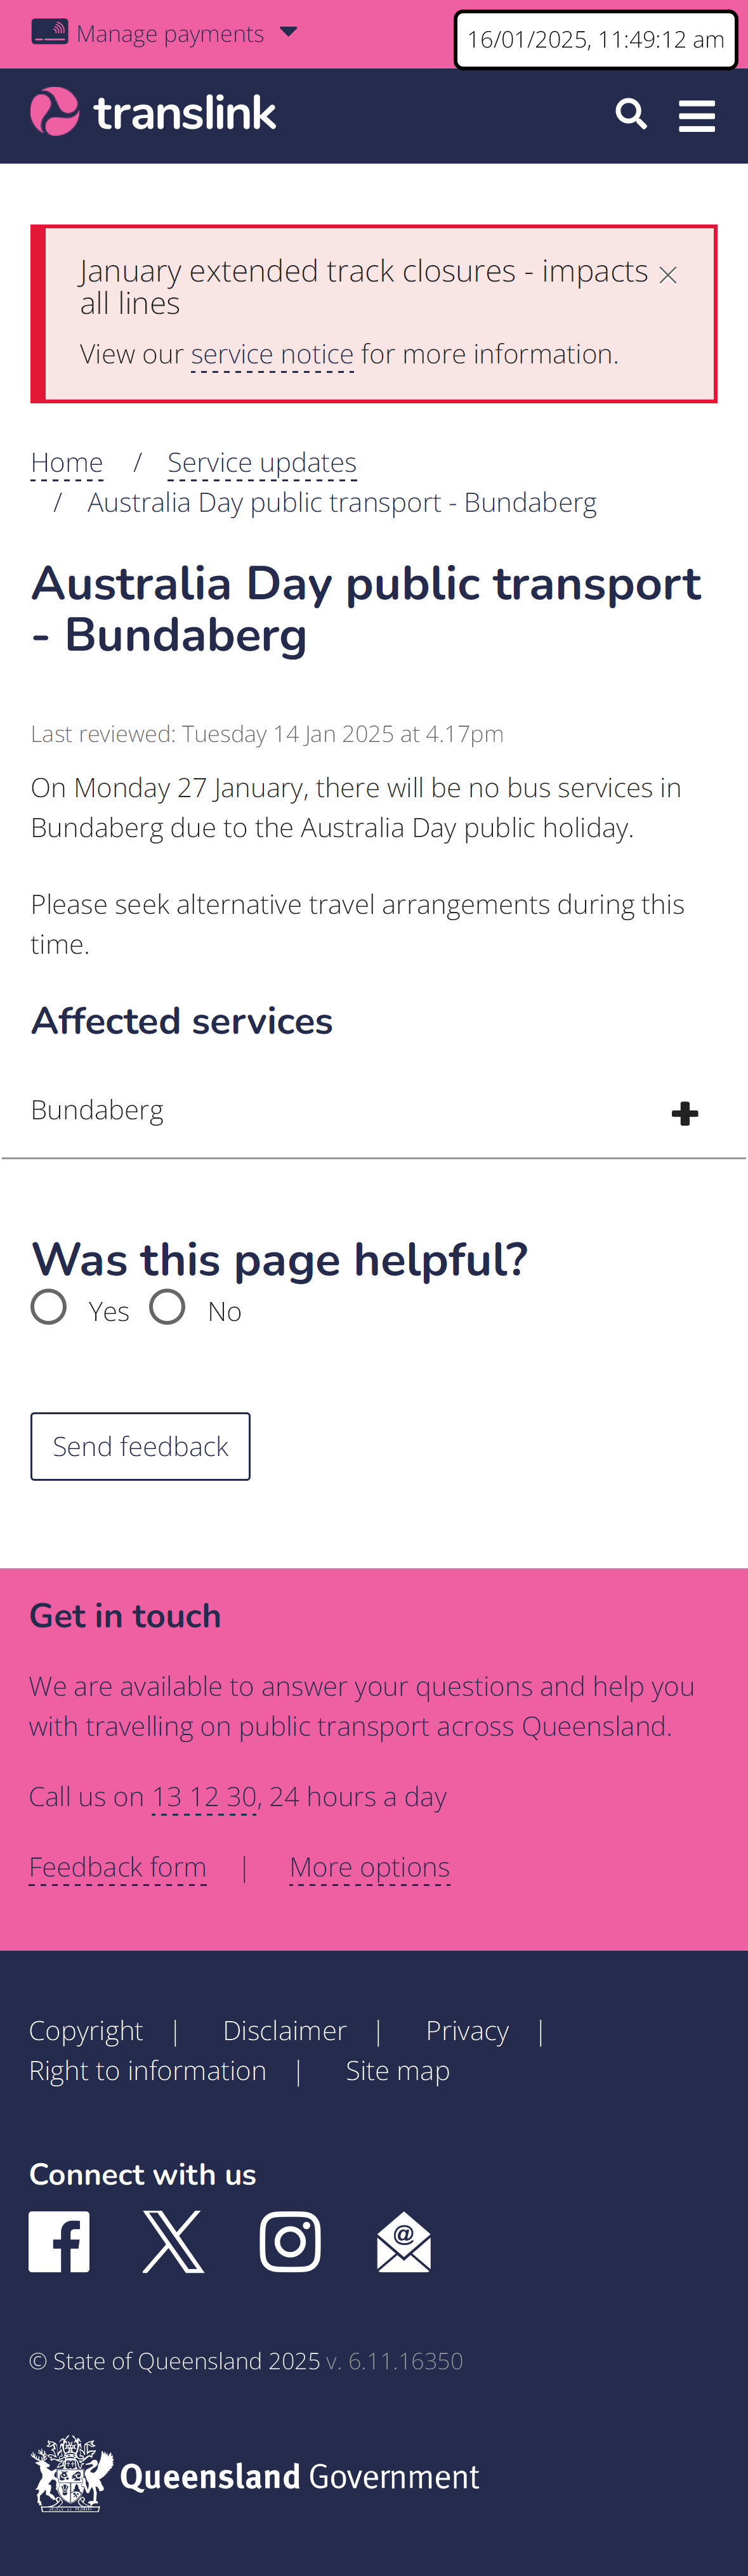 Manage payments
16/01/2025, 11:49:12 am
translink
January extended track closures - impacts
all lines
View our service notice for more information.
Home / Service updates
/ Australia Day public transport - Bundaberg
Australia Day public transport
- Bundaberg
Last reviewed: Tuesday 14 Jan 2025 at 4.17pm
On Monday 27 January, there will be no bus services in
Bundaberg due to the Australia Day public holiday.
Please seek alternative travel arrangements during this
time.
Affected services
Bundaberg
Was this page helpful?
Yes No
Send feedback
Get in touch
We are available to answer your questions and help you
with travelling on public transport across Queensland.
Call us on 13 12 30, 24 hours a day
Feedback form | More options
Copyright | Disclaimer | Privacy |
Right to information | Site map
Connect with us
© State of Queensland 2025 v. 6.11.16350
Queensland Government